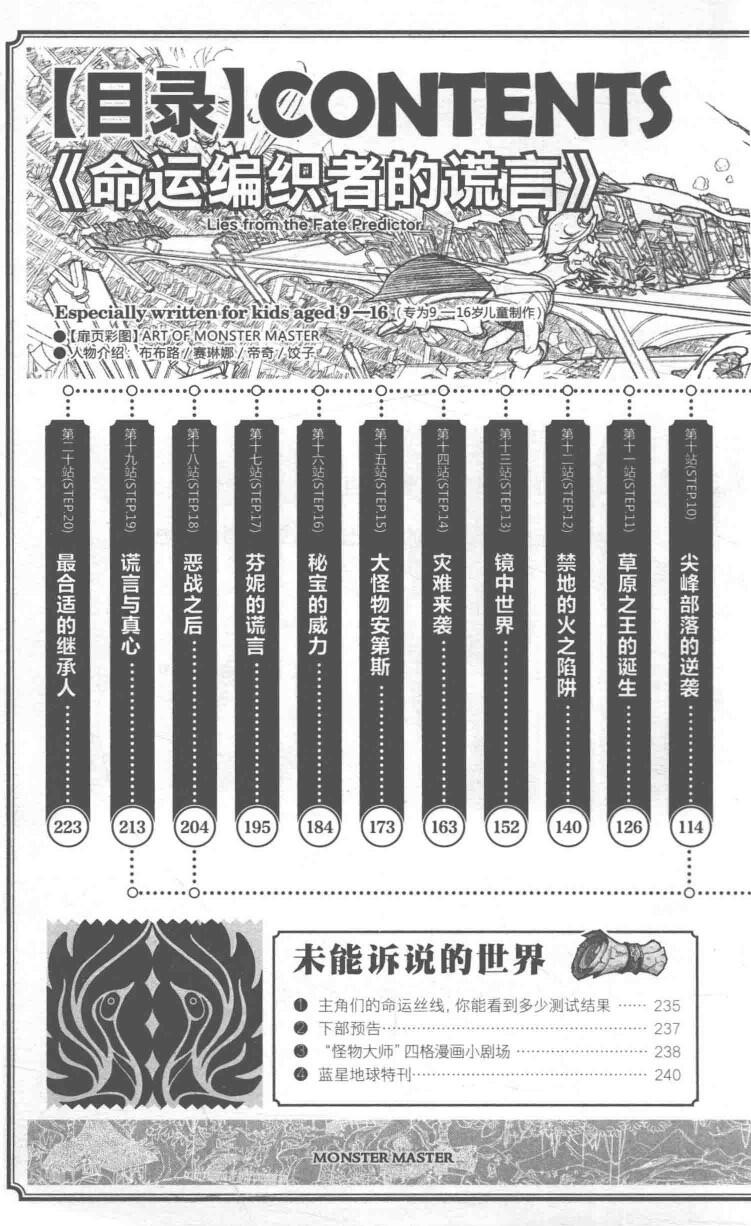 【目录】CONTENTS
《命运编织者的谎言》
Lies from the Fate Predictor
Especially written for kids aged 9—16（专为9—16岁儿童制作）
●【扉页彩图】ART OF MONSTER MASTER
●人物介绍：布布路/赛琳娜/帝奇/饺子
第十站(STEP.10) 尖峰部落的逆袭 114
第十一站(STEP.11) 草原之王的诞生 126
第十二站(STEP.12) 禁地的火之陷阱 140
第十三站(STEP.13) 镜中世界 152
第十四站(STEP.14) 灾难来袭 163
第十五站(STEP.15) 大怪物安第斯 173
第十六站(STEP.16) 秘宝的威力 184
第十七站(STEP.17) 芬妮的谎言 195
第十八站(STEP.18) 恶战之后 204
第十九站(STEP.19) 谎言与真心 213
第二十站(STEP.20) 最合适的继承人 223
未能诉说的世界
❶ 主角们的命运丝线，你能看到多少测试结果 …… 235
❷ 下部预告 …… 237
❸ “怪物大师”四格漫画小剧场 …… 238
❹ 蓝星地球特刊 …… 240
MONSTER MASTER